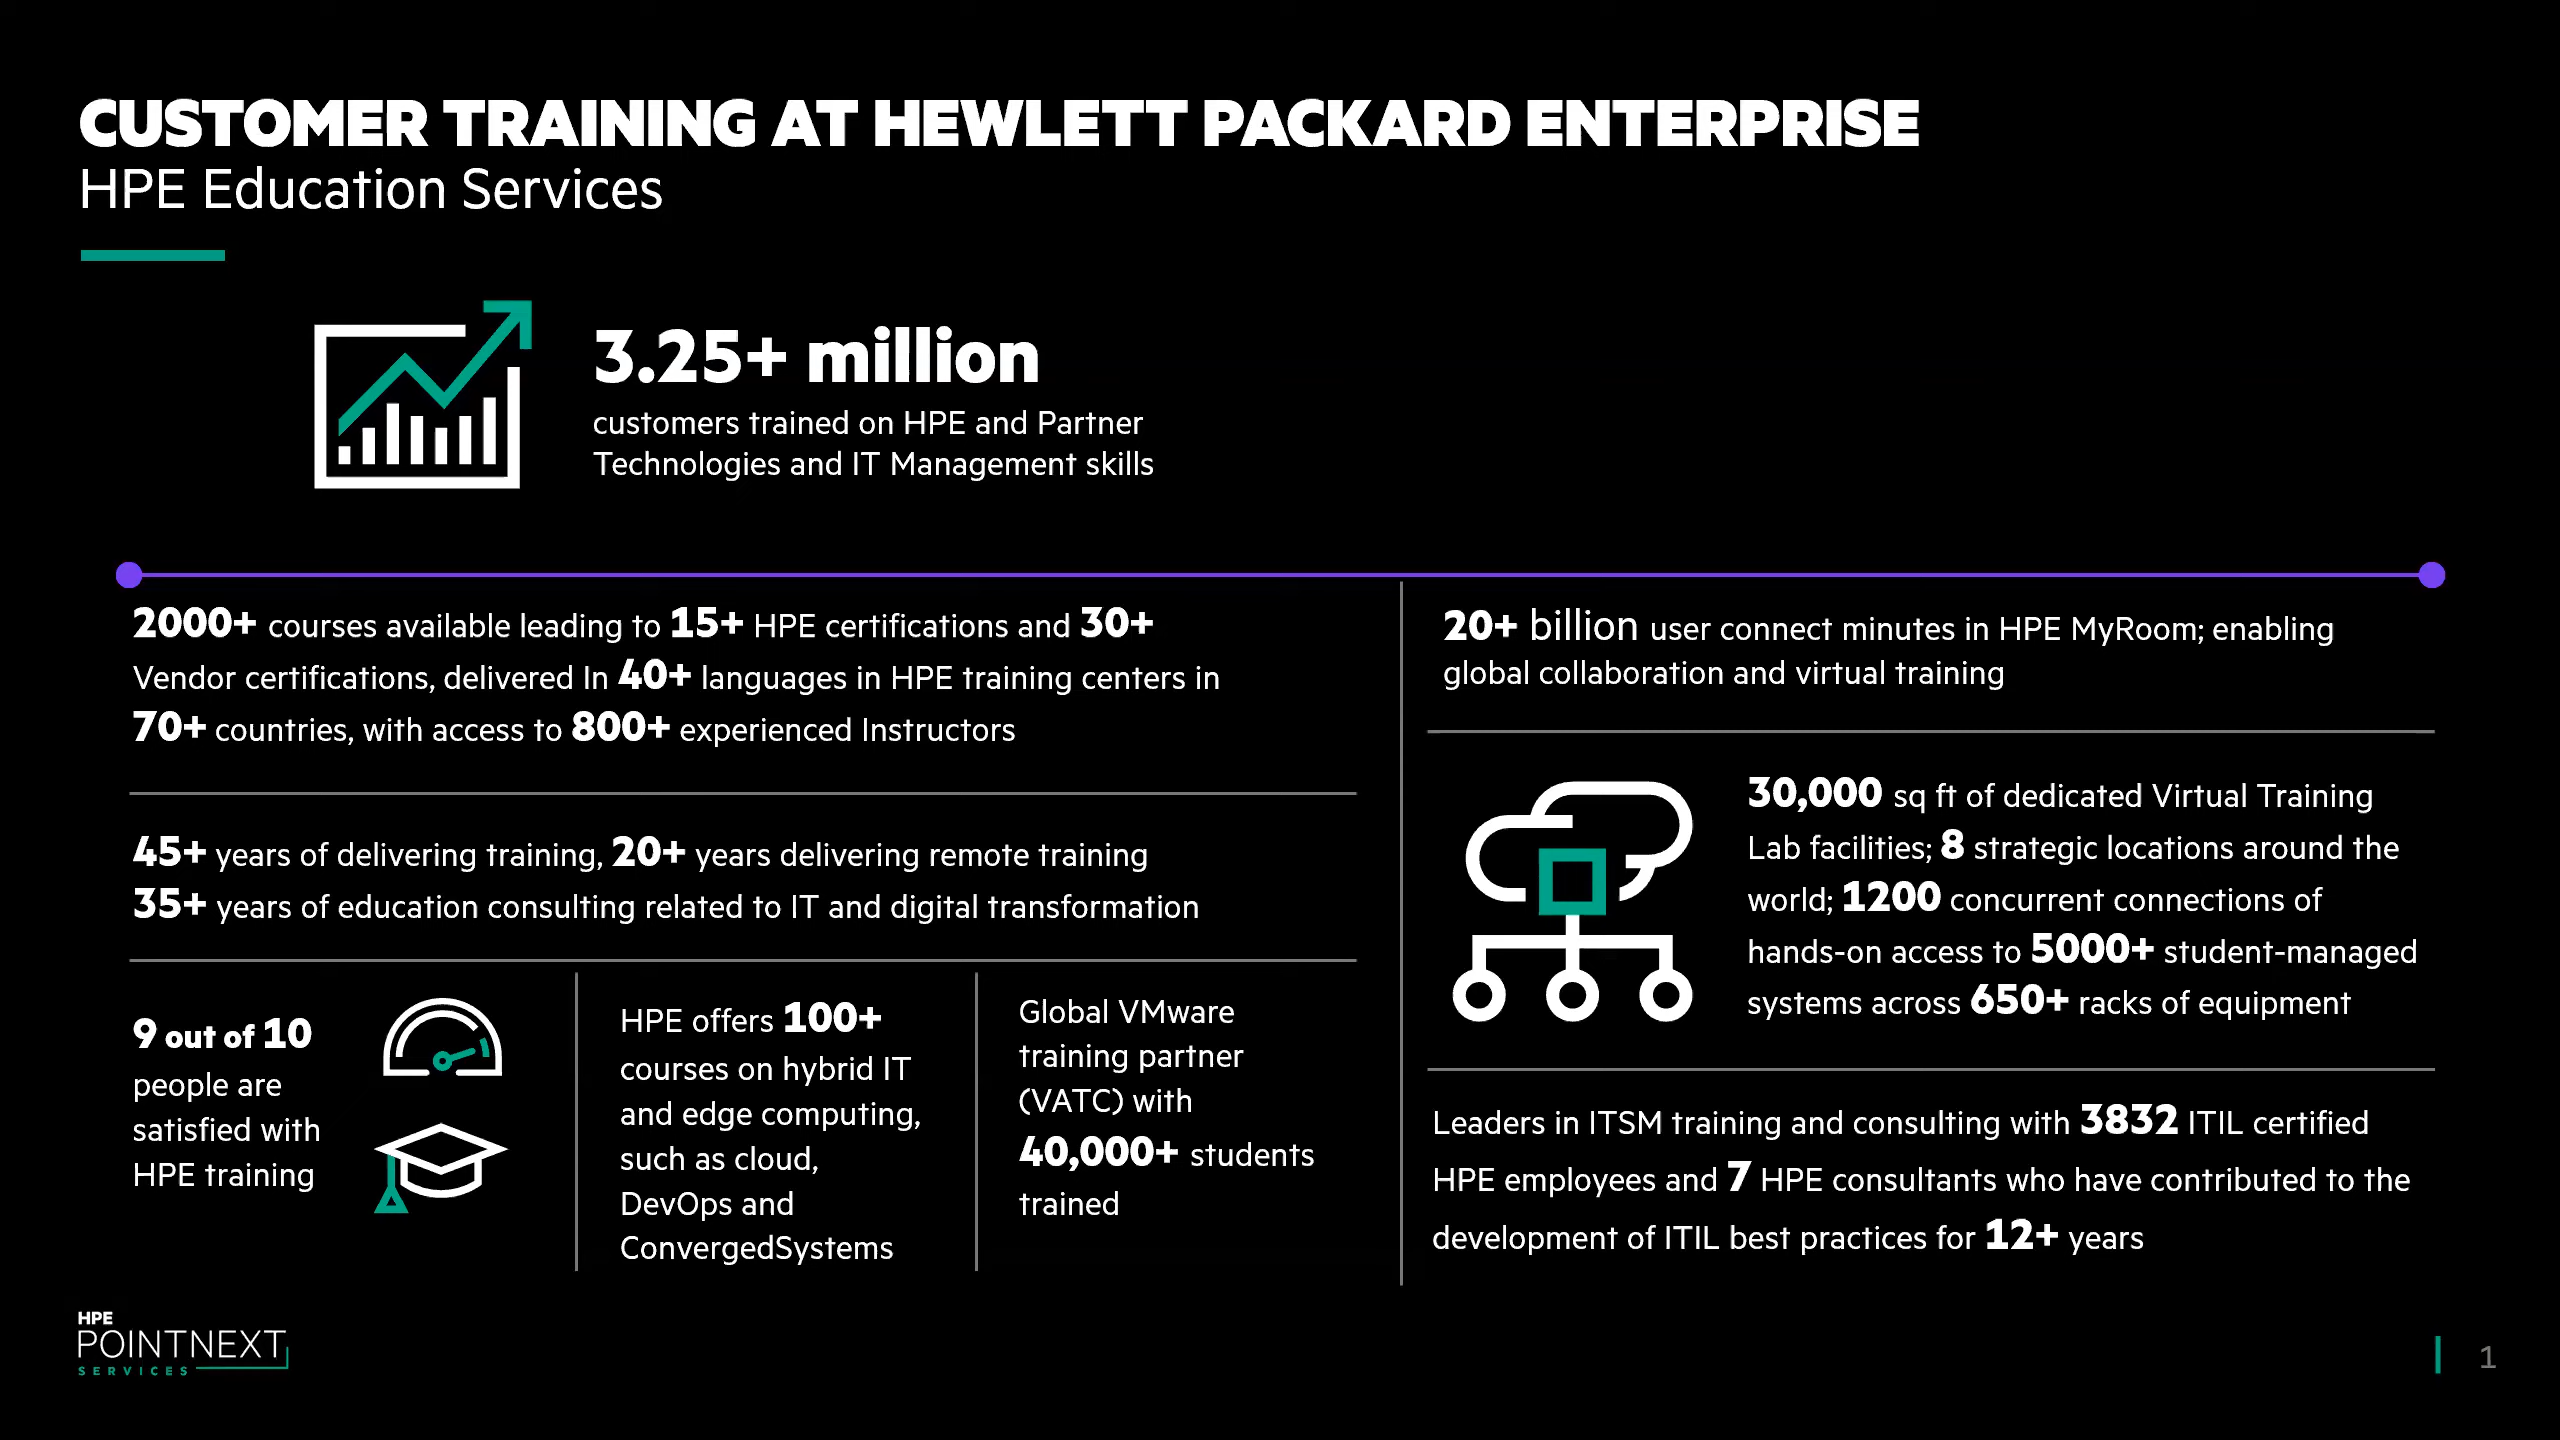 CUSTOMER TRAINING AT HEWLETT PACKARD ENTERPRISE
HPE Education Services
3.25+ million
customers trained on HPE and Partner
Technologies and IT Management skills
2000+ courses available leading to 15+ HPE certifications and 30+
Vendor certifications, delivered In 40+ languages in HPE training centers in
70+ countries, with access to 800+ experienced Instructors
45+ years of delivering training, 20+ years delivering remote training
35+ years of education consulting related to IT and digital transformation
9 out of 10
people are
satisfied with
HPE training
HPE offers 100+
courses on hybrid IT
and edge computing,
such as cloud,
DevOps and
ConvergedSystems
Global VMware
training partner
(VATC) with
40,000+ students
trained
20+ billion user connect minutes in HPE MyRoom; enabling
global collaboration and virtual training
30,000 sq ft of dedicated Virtual Training
Lab facilities; 8 strategic locations around the
world; 1200 concurrent connections of
hands-on access to 5000+ student-managed
systems across 650+ racks of equipment
Leaders in ITSM training and consulting with 3832 ITIL certified
HPE employees and 7 HPE consultants who have contributed to the
development of ITIL best practices for 12+ years
HPE
POINTNEXT
SERVICES
1